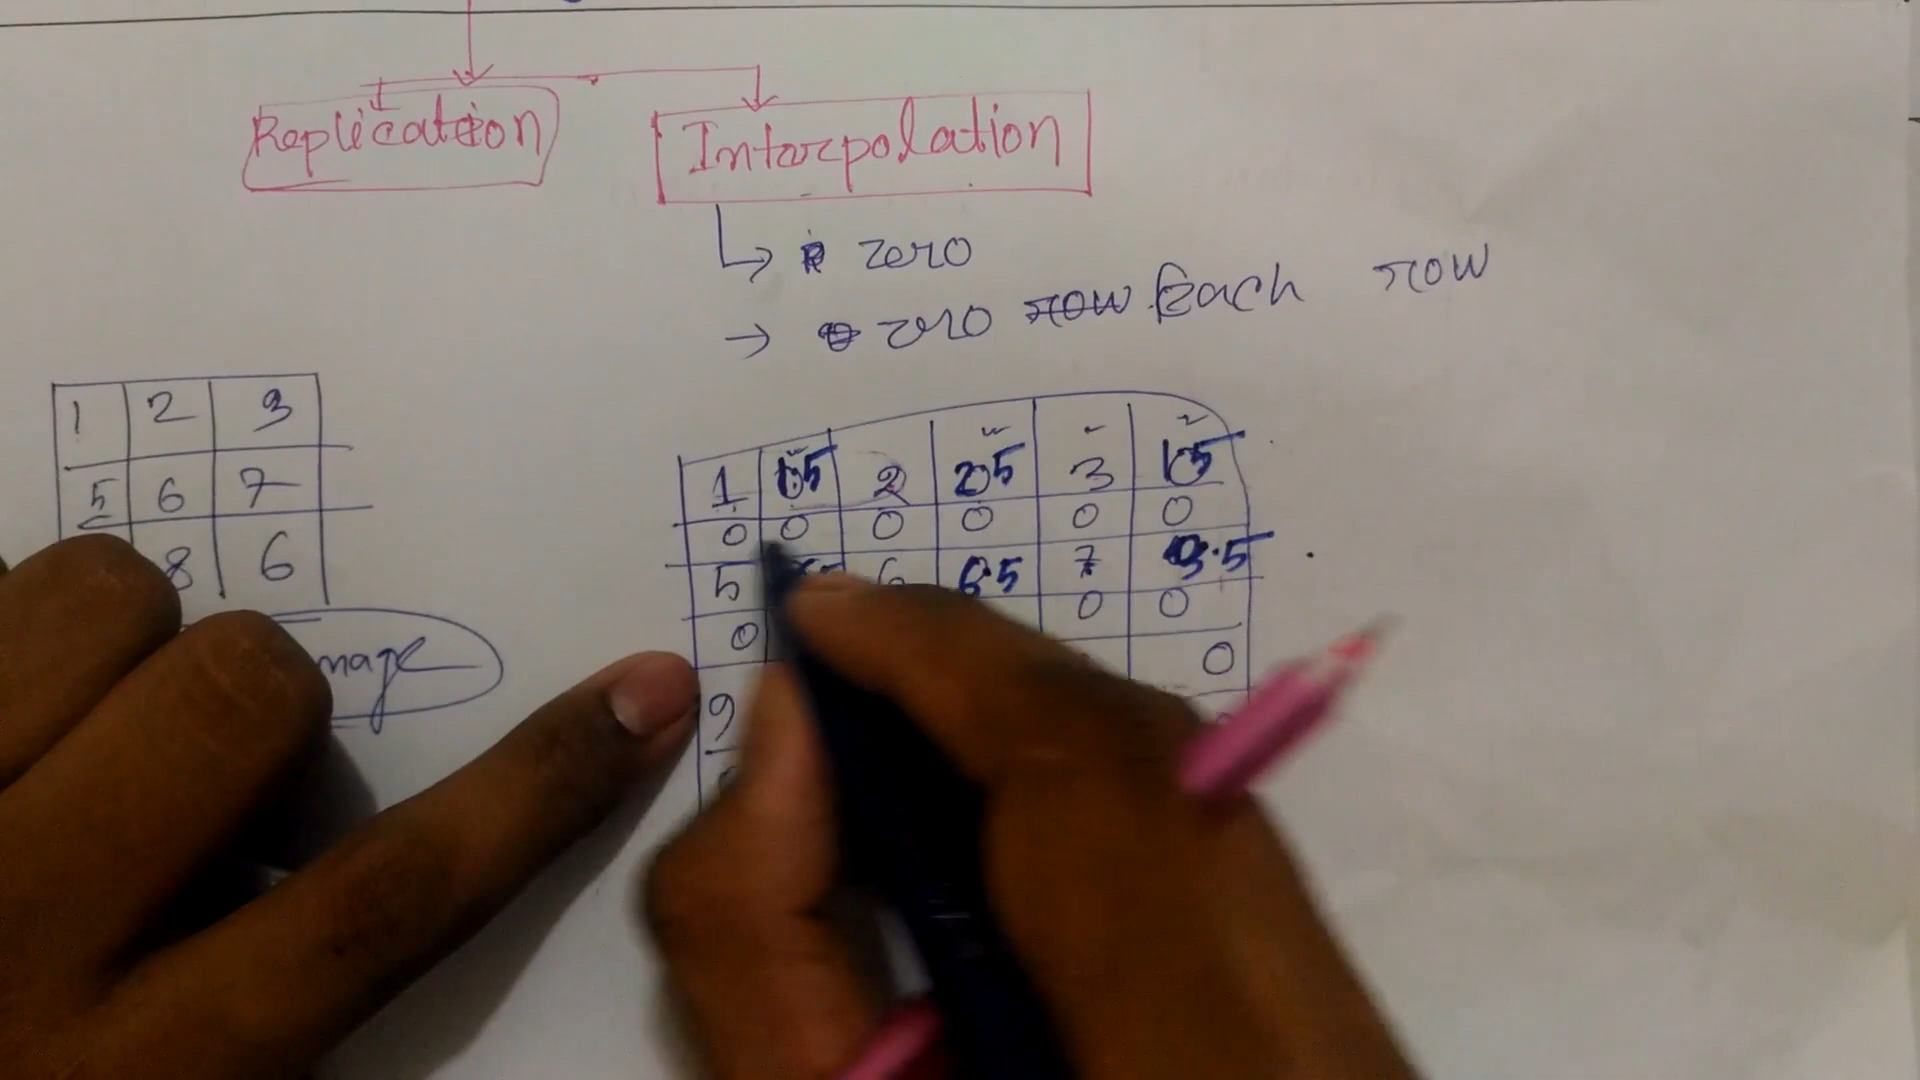 Replication
Interpolation
zero
zero row Each row
1 2 3
5 6 7
8 6
mage
1 1.5 2 2.5 3 1.5
0 0 0 0 0 0
5 6 6.5 7 3.5
0 0 0
0
9